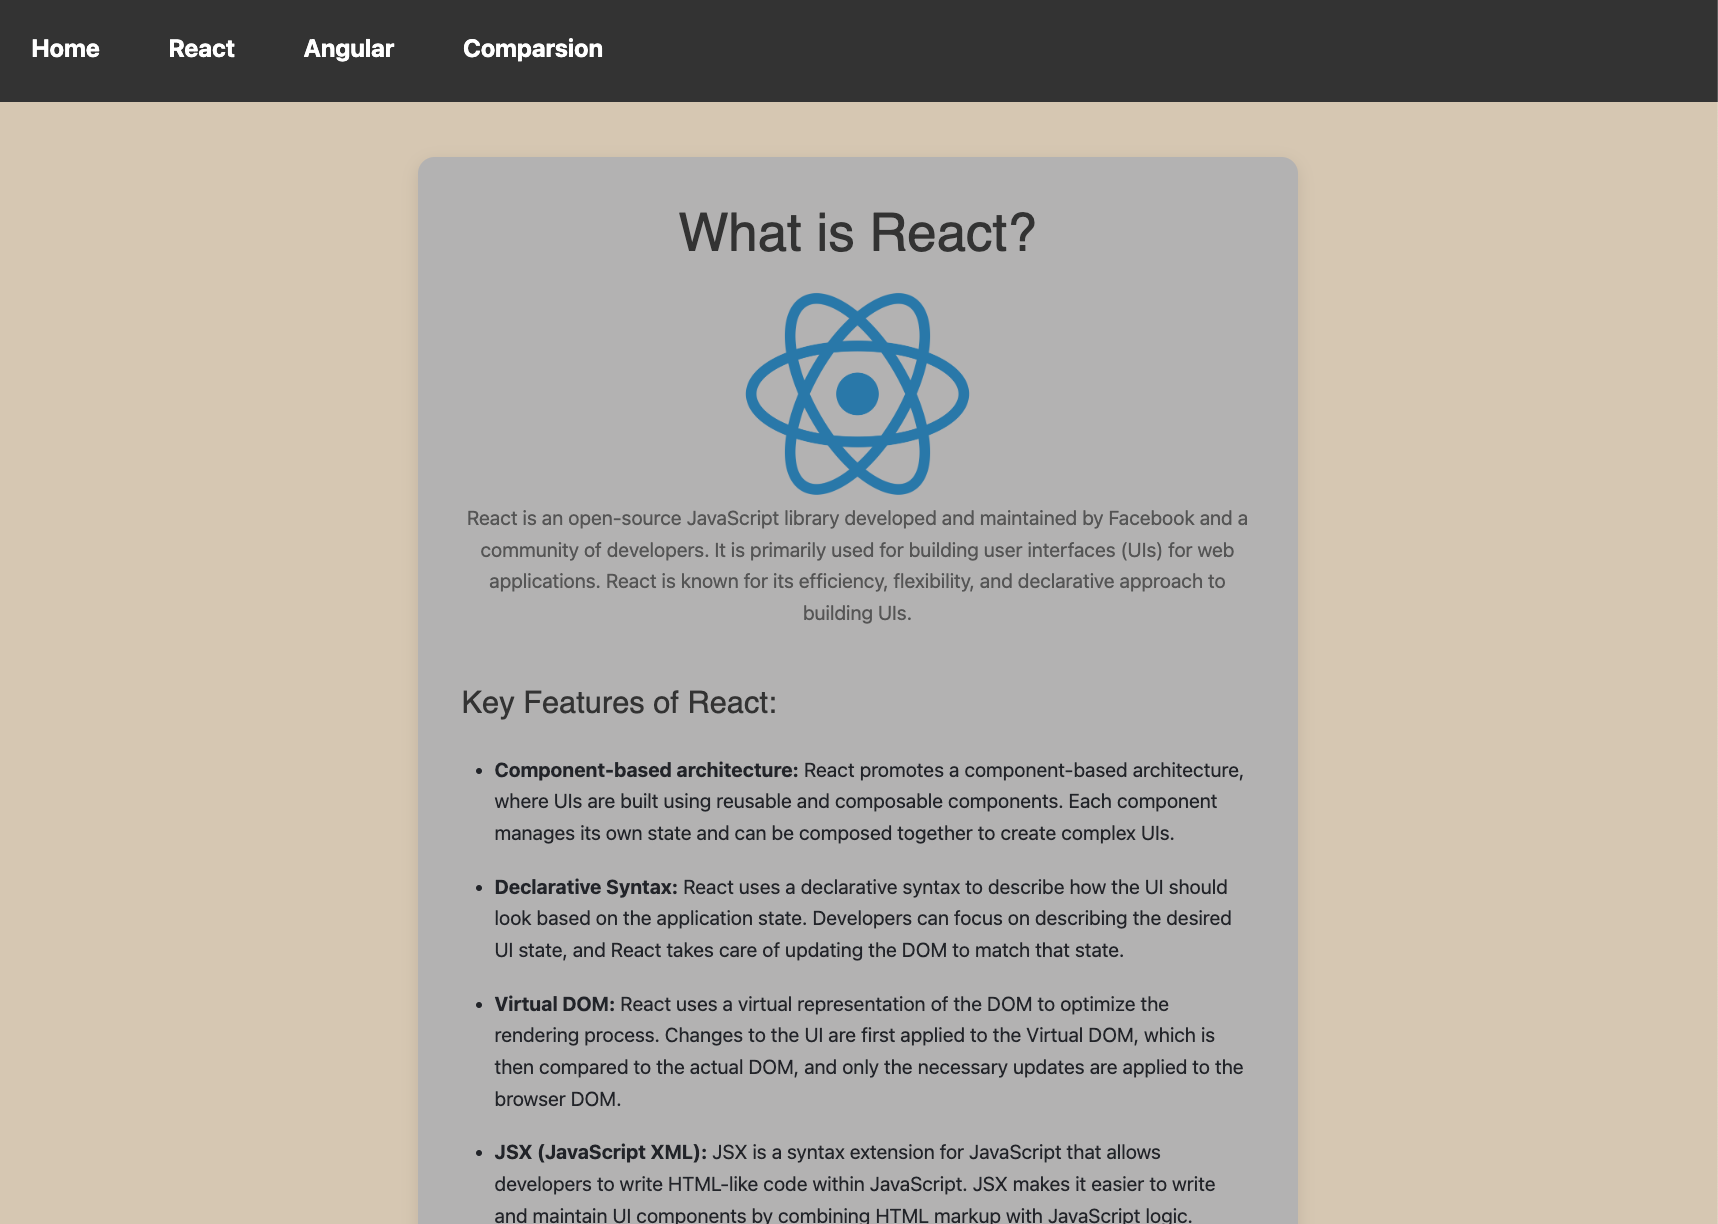 Home React Angular Comparsion
What is React?
React is an open-source JavaScript library developed and maintained by Facebook and a
community of developers. It is primarily used for building user interfaces (UIs) for web
applications. React is known for its efficiency, flexibility, and declarative approach to
building UIs.
Key Features of React:
• Component-based architecture: React promotes a component-based architecture,
where UIs are built using reusable and composable components. Each component
manages its own state and can be composed together to create complex UIs.
• Declarative Syntax: React uses a declarative syntax to describe how the UI should
look based on the application state. Developers can focus on describing the desired
UI state, and React takes care of updating the DOM to match that state.
• Virtual DOM: React uses a virtual representation of the DOM to optimize the
rendering process. Changes to the UI are first applied to the Virtual DOM, which is
then compared to the actual DOM, and only the necessary updates are applied to the
browser DOM.
• JSX (JavaScript XML): JSX is a syntax extension for JavaScript that allows
developers to write HTML-like code within JavaScript. JSX makes it easier to write
and maintain UI components by combining HTML markup with JavaScript logic.